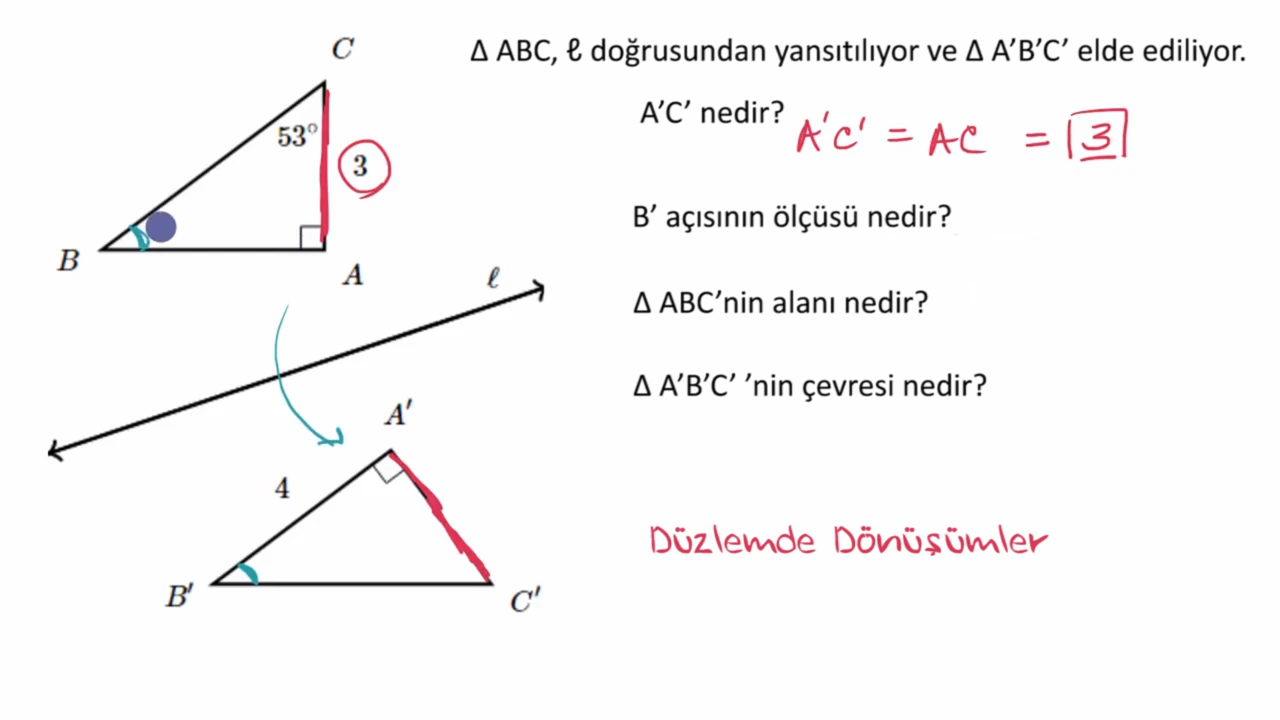 C
Δ ABC, ℓ doğrusundan yansıtılıyor ve Δ A’B’C’ elde ediliyor.
A’C’ nedir? A'C' = AC = 3
53°
3
B’ açısının ölçüsü nedir?
B
A
ℓ
Δ ABC’nin alanı nedir?
Δ A’B’C’ ’nin çevresi nedir?
A′
4
Düzlemde Dönüşümler
B′
C′